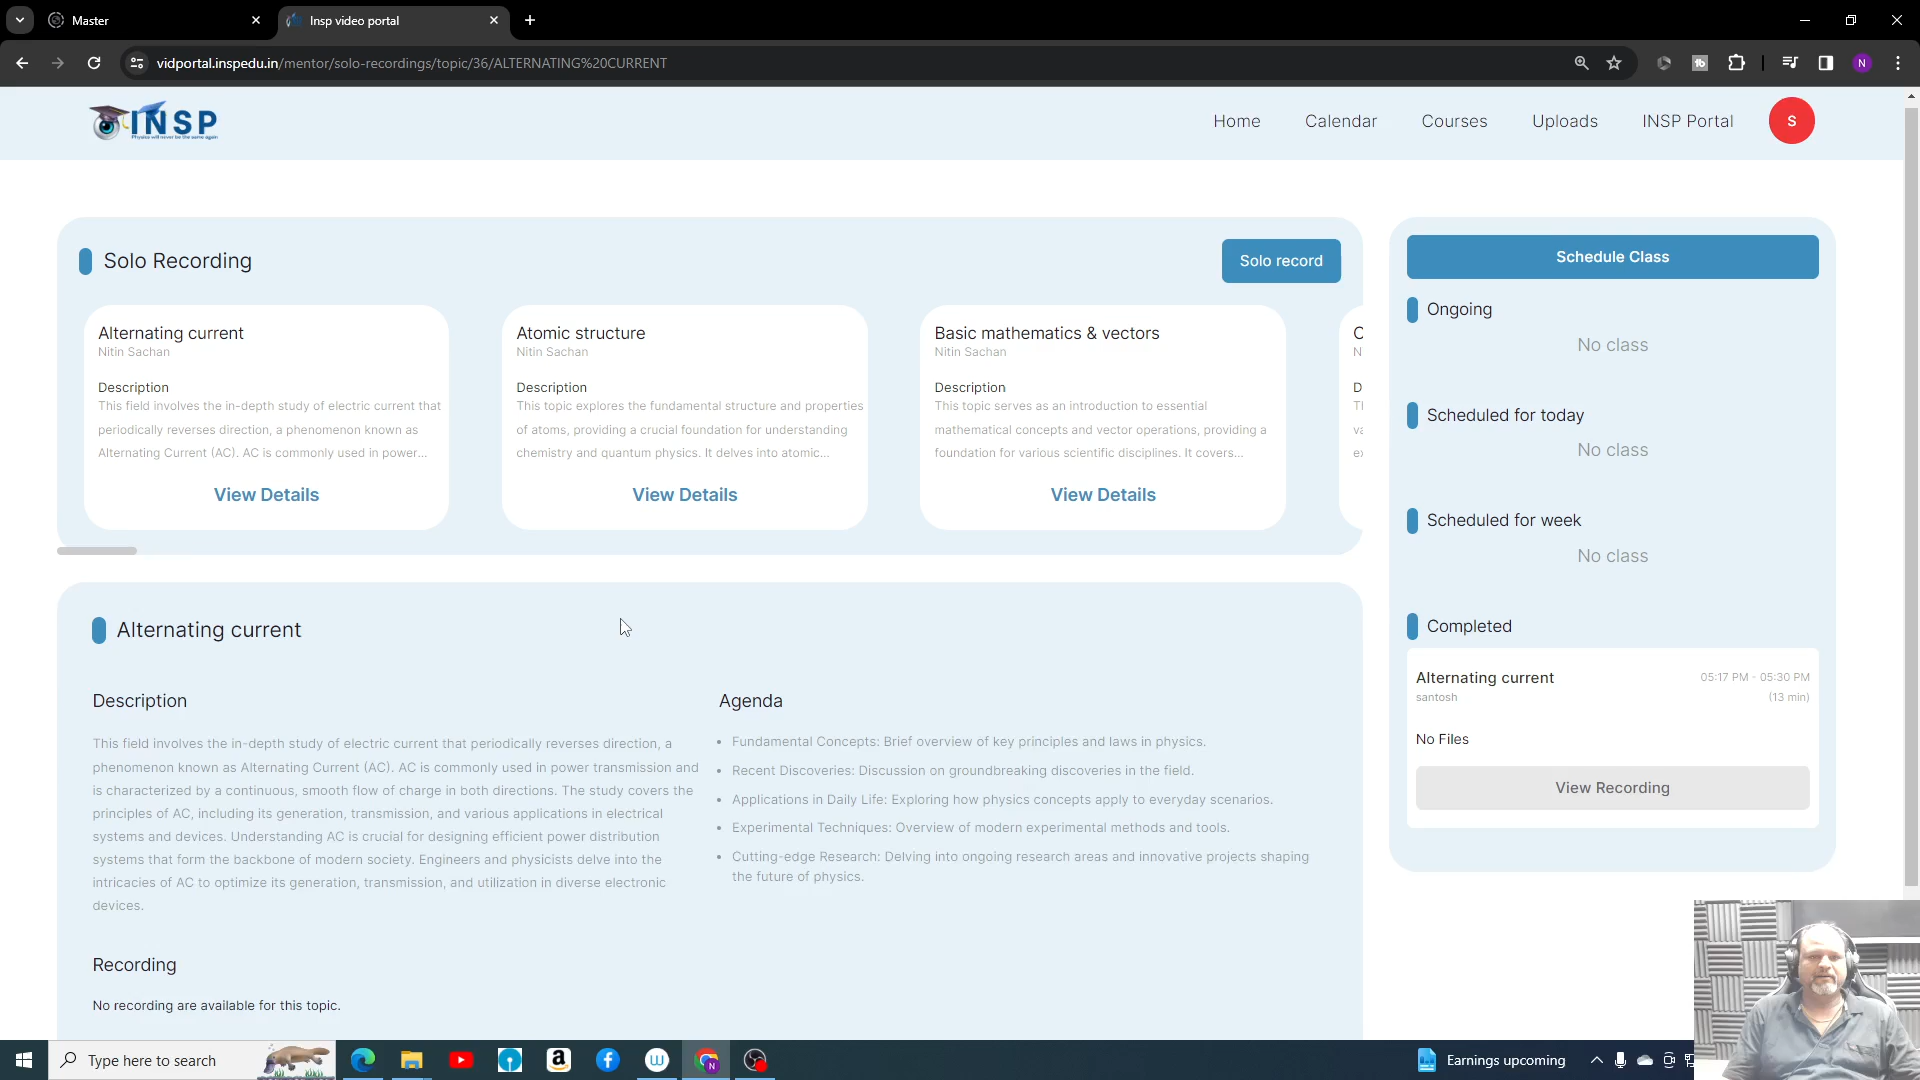 Master
Insp video portal
vidportal.inspedu.in/mentor/solo-recordings/topic/36/ALTERNATING%20CURRENT
INSP
Home
Calendar
Courses
Uploads
INSP Portal
S
Solo Recording
Solo record
Alternating current
Nitin Sachan
Description
This field involves the in-depth study of electric current that
periodically reverses direction, a phenomenon known as
Alternating Current (AC). AC is commonly used in power...
View Details
Atomic structure
Nitin Sachan
Description
This topic explores the fundamental structure and properties
of atoms, providing a crucial foundation for understanding
chemistry and quantum physics. It delves into atomic...
View Details
Basic mathematics & vectors
Nitin Sachan
Description
This topic serves as an introduction to essential
mathematical concepts and vector operations, providing a
foundation for various scientific disciplines. It covers...
View Details
Schedule Class
Ongoing
No class
Scheduled for today
No class
Scheduled for week
No class
Completed
Alternating current
05:17 PM - 05:30 PM
santosh
(13 min)
No Files
View Recording
Alternating current
Description
This field involves the in-depth study of electric current that periodically reverses direction, a
phenomenon known as Alternating Current (AC). AC is commonly used in power transmission and
is characterized by a continuous, smooth flow of charge in both directions. The study covers the
principles of AC, including its generation, transmission, and various applications in electrical
systems and devices. Understanding AC is crucial for designing efficient power distribution
systems that form the backbone of modern society. Engineers and physicists delve into the
intricacies of AC to optimize its generation, transmission, and utilization in diverse electronic
devices.
Agenda
• Fundamental Concepts: Brief overview of key principles and laws in physics.
• Recent Discoveries: Discussion on groundbreaking discoveries in the field.
• Applications in Daily Life: Exploring how physics concepts apply to everyday scenarios.
• Experimental Techniques: Overview of modern experimental methods and tools.
• Cutting-edge Research: Delving into ongoing research areas and innovative projects shaping
the future of physics.
Recording
No recording are available for this topic.
Type here to search
Earnings upcoming